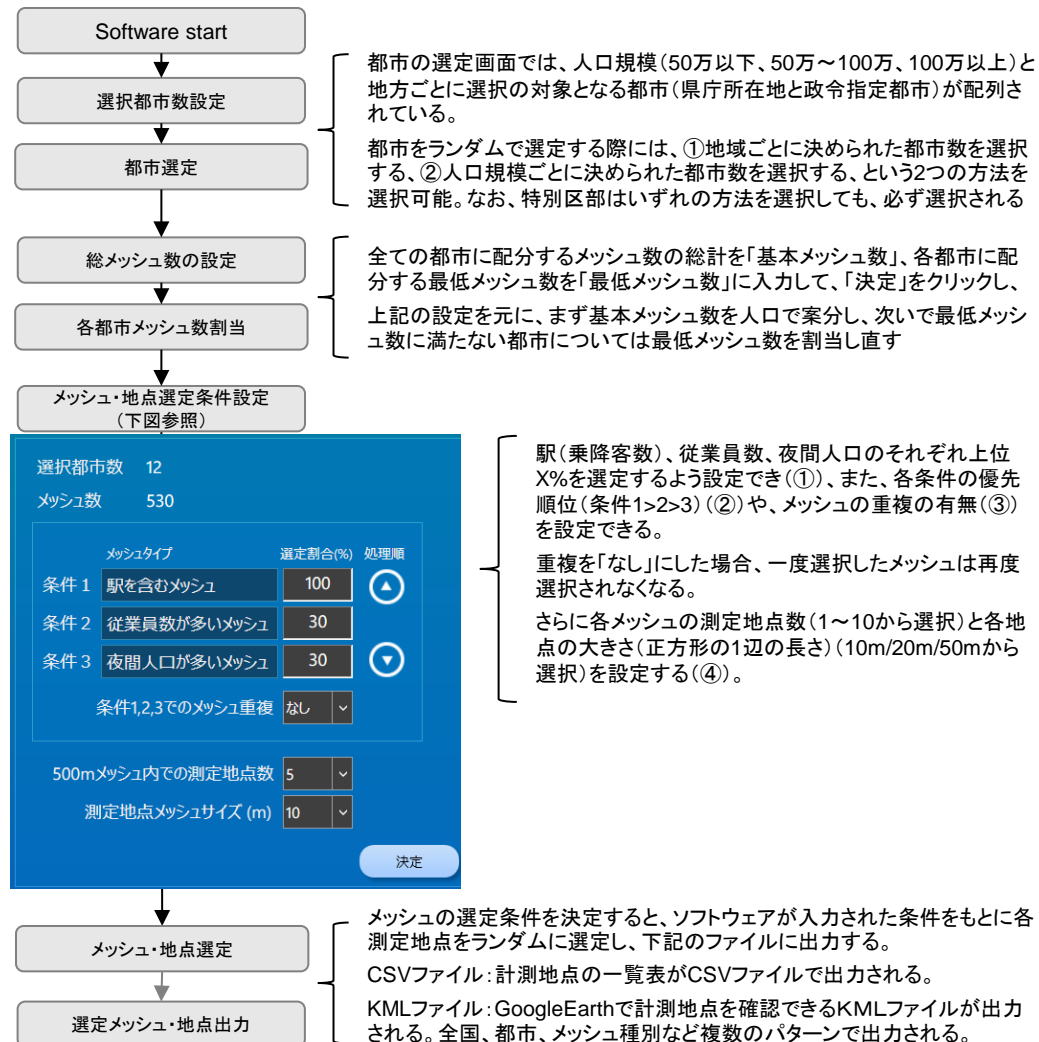 Software start
選択都市数設定
都市選定
都市の選定画面では、人口規模（50万以下、50万～100万、100万以上）と
地方ごとに選択の対象となる都市（県庁所在地と政令指定都市）が配列さ
れている。
都市をランダムで選定する際には、①地域ごとに決められた都市数を選択
する、②人口規模ごとに決められた都市数を選択する、という2つの方法を
選択可能。なお、特別区部はいずれの方法を選択しても、必ず選択される
総メッシュ数の設定
各都市メッシュ数割当
全ての都市に配分するメッシュ数の総計を「基本メッシュ数」、各都市に配
分する最低メッシュ数を「最低メッシュ数」に入力して、「決定」をクリックし、
上記の設定を元に、まず基本メッシュ数を人口で案分し、次いで最低メッシ
ュ数に満たない都市については最低メッシュ数を割当し直す
メッシュ・地点選定条件設定
（下図参照）
選択都市数 12
メッシュ数 530
メッシュタイプ 選定割合(%) 処理順
条件 1 駅を含むメッシュ 100
条件 2 従業員数が多いメッシュ 30
条件 3 夜間人口が多いメッシュ 30
条件1,2,3でのメッシュ重複 なし
500mメッシュ内での測定地点数 5
測定地点メッシュサイズ (m) 10
決定
駅（乗降客数）、従業員数、夜間人口のそれぞれ上位
X%を選定するよう設定でき（①）、また、各条件の優先
順位（条件1>2>3）（②）や、メッシュの重複の有無（③）
を設定できる。
重複を「なし」にした場合、一度選択したメッシュは再度
選択されなくなる。
さらに各メッシュの測定地点数（1～10から選択）と各地
点の大きさ（正方形の1辺の長さ）（10m/20m/50mから
選択）を設定する（④）。
メッシュ・地点選定
選定メッシュ・地点出力
メッシュの選定条件を決定すると、ソフトウェアが入力された条件をもとに各
測定地点をランダムに選定し、下記のファイルに出力する。
CSVファイル：計測地点の一覧表がCSVファイルで出力される。
KMLファイル：GoogleEarthで計測地点を確認できるKMLファイルが出力
される。全国、都市、メッシュ種別など複数のパターンで出力される。